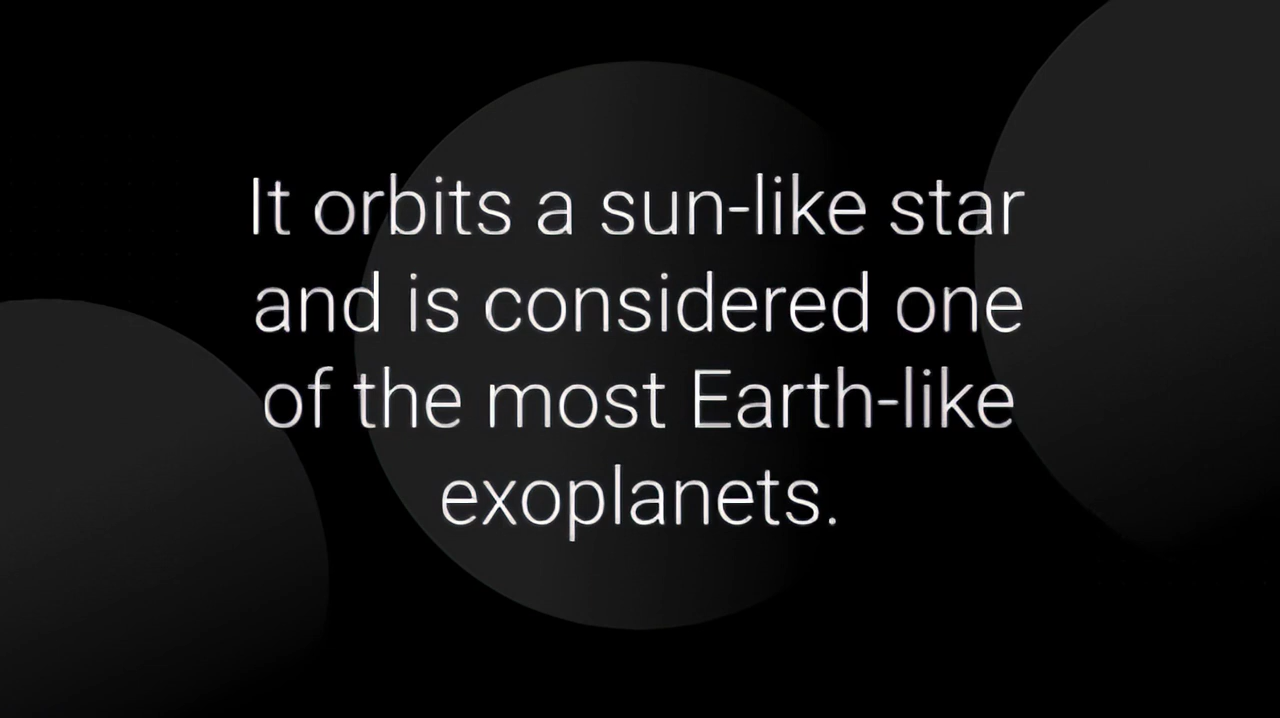 It orbits a sun-like star
and is considered one
of the most Earth-like
exoplanets.